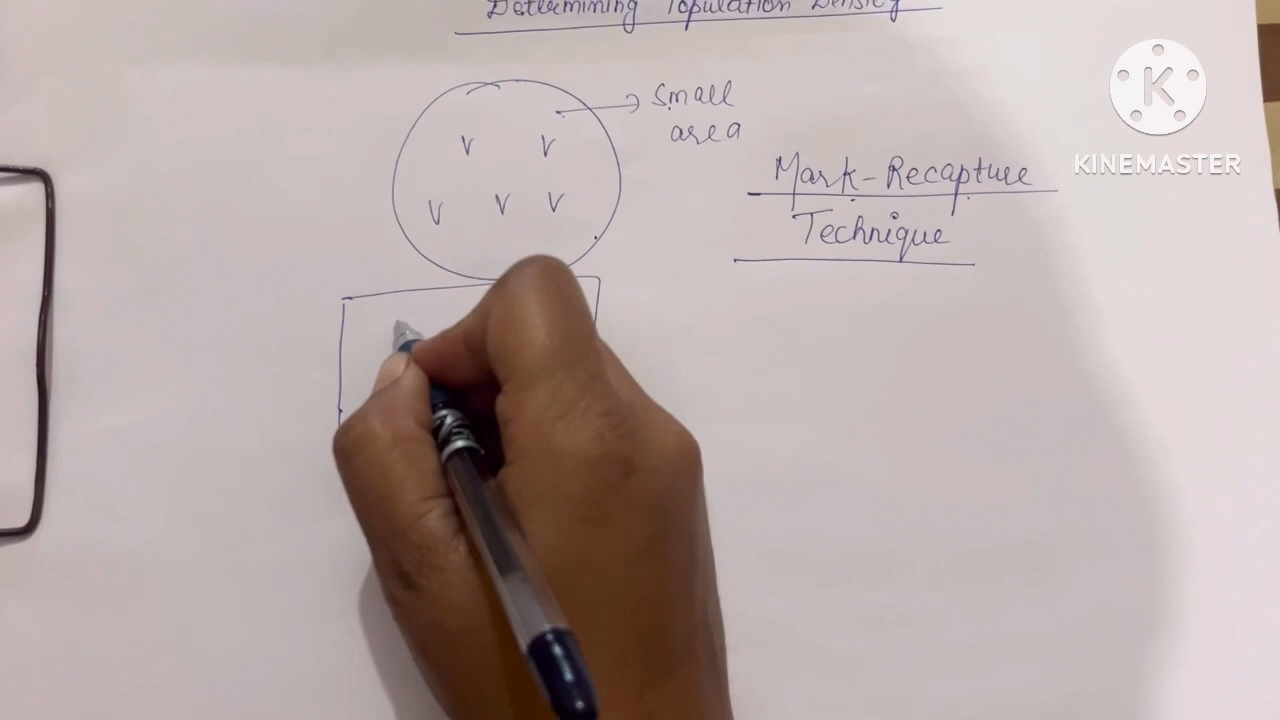 Determining Population Density
Small
area
V V
V V V
Mark-Recapture
Technique
K
KINEMASTER